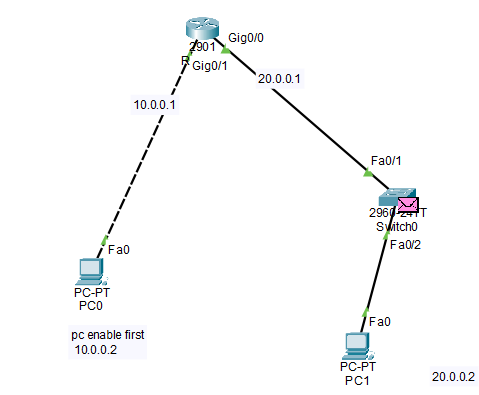 Gig0/0
2901
R
Gig0/1
20.0.0.1
10.0.0.1
Fa0/1
2960-24TT
Switch0
Fa0/2
Fa0
PC-PT
PC0
Fa0
pc enable first
10.0.0.2
PC-PT
PC1
20.0.0.2